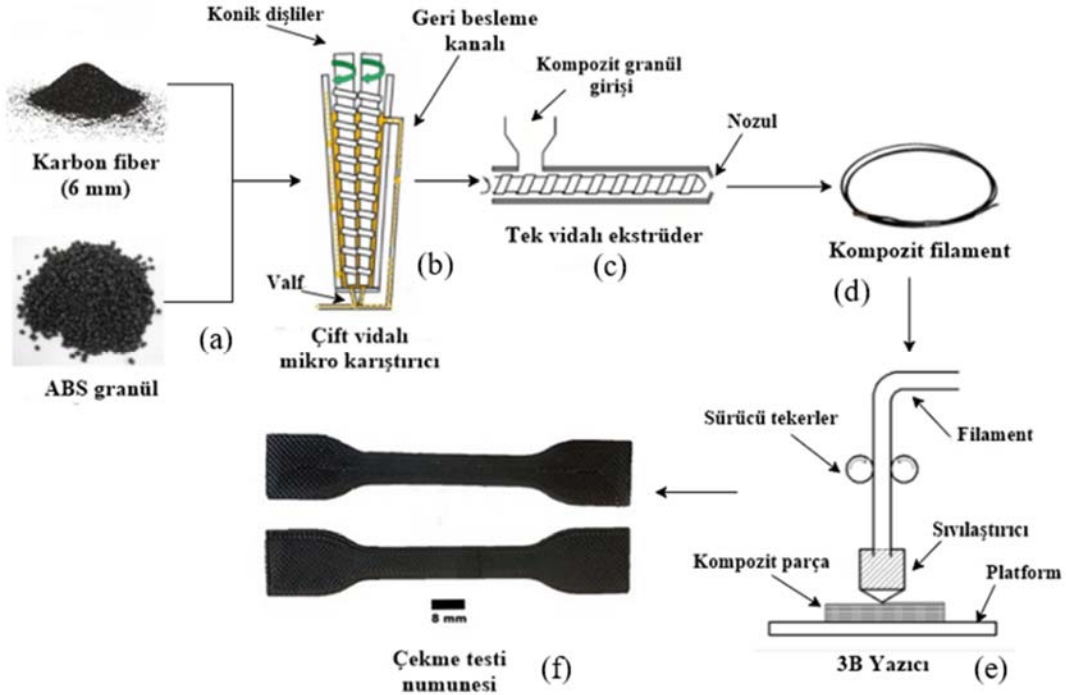 Konik dişliler
Geri besleme
kanalı
Karbon fiber
(6 mm)
Kompozit granül
girişi
Nozul
Tek vidalı ekstrüder
(c)
Kompozit filament
(d)
(b)
Valf
(a)
Çift vidalı
mikro karıştırıcı
ABS granül
Sürücü tekerler
Filament
Sıvılaştırıcı
Kompozit parça
Platform
3B Yazıcı
(e)
8 mm
Çekme testi
numunesi
(f)